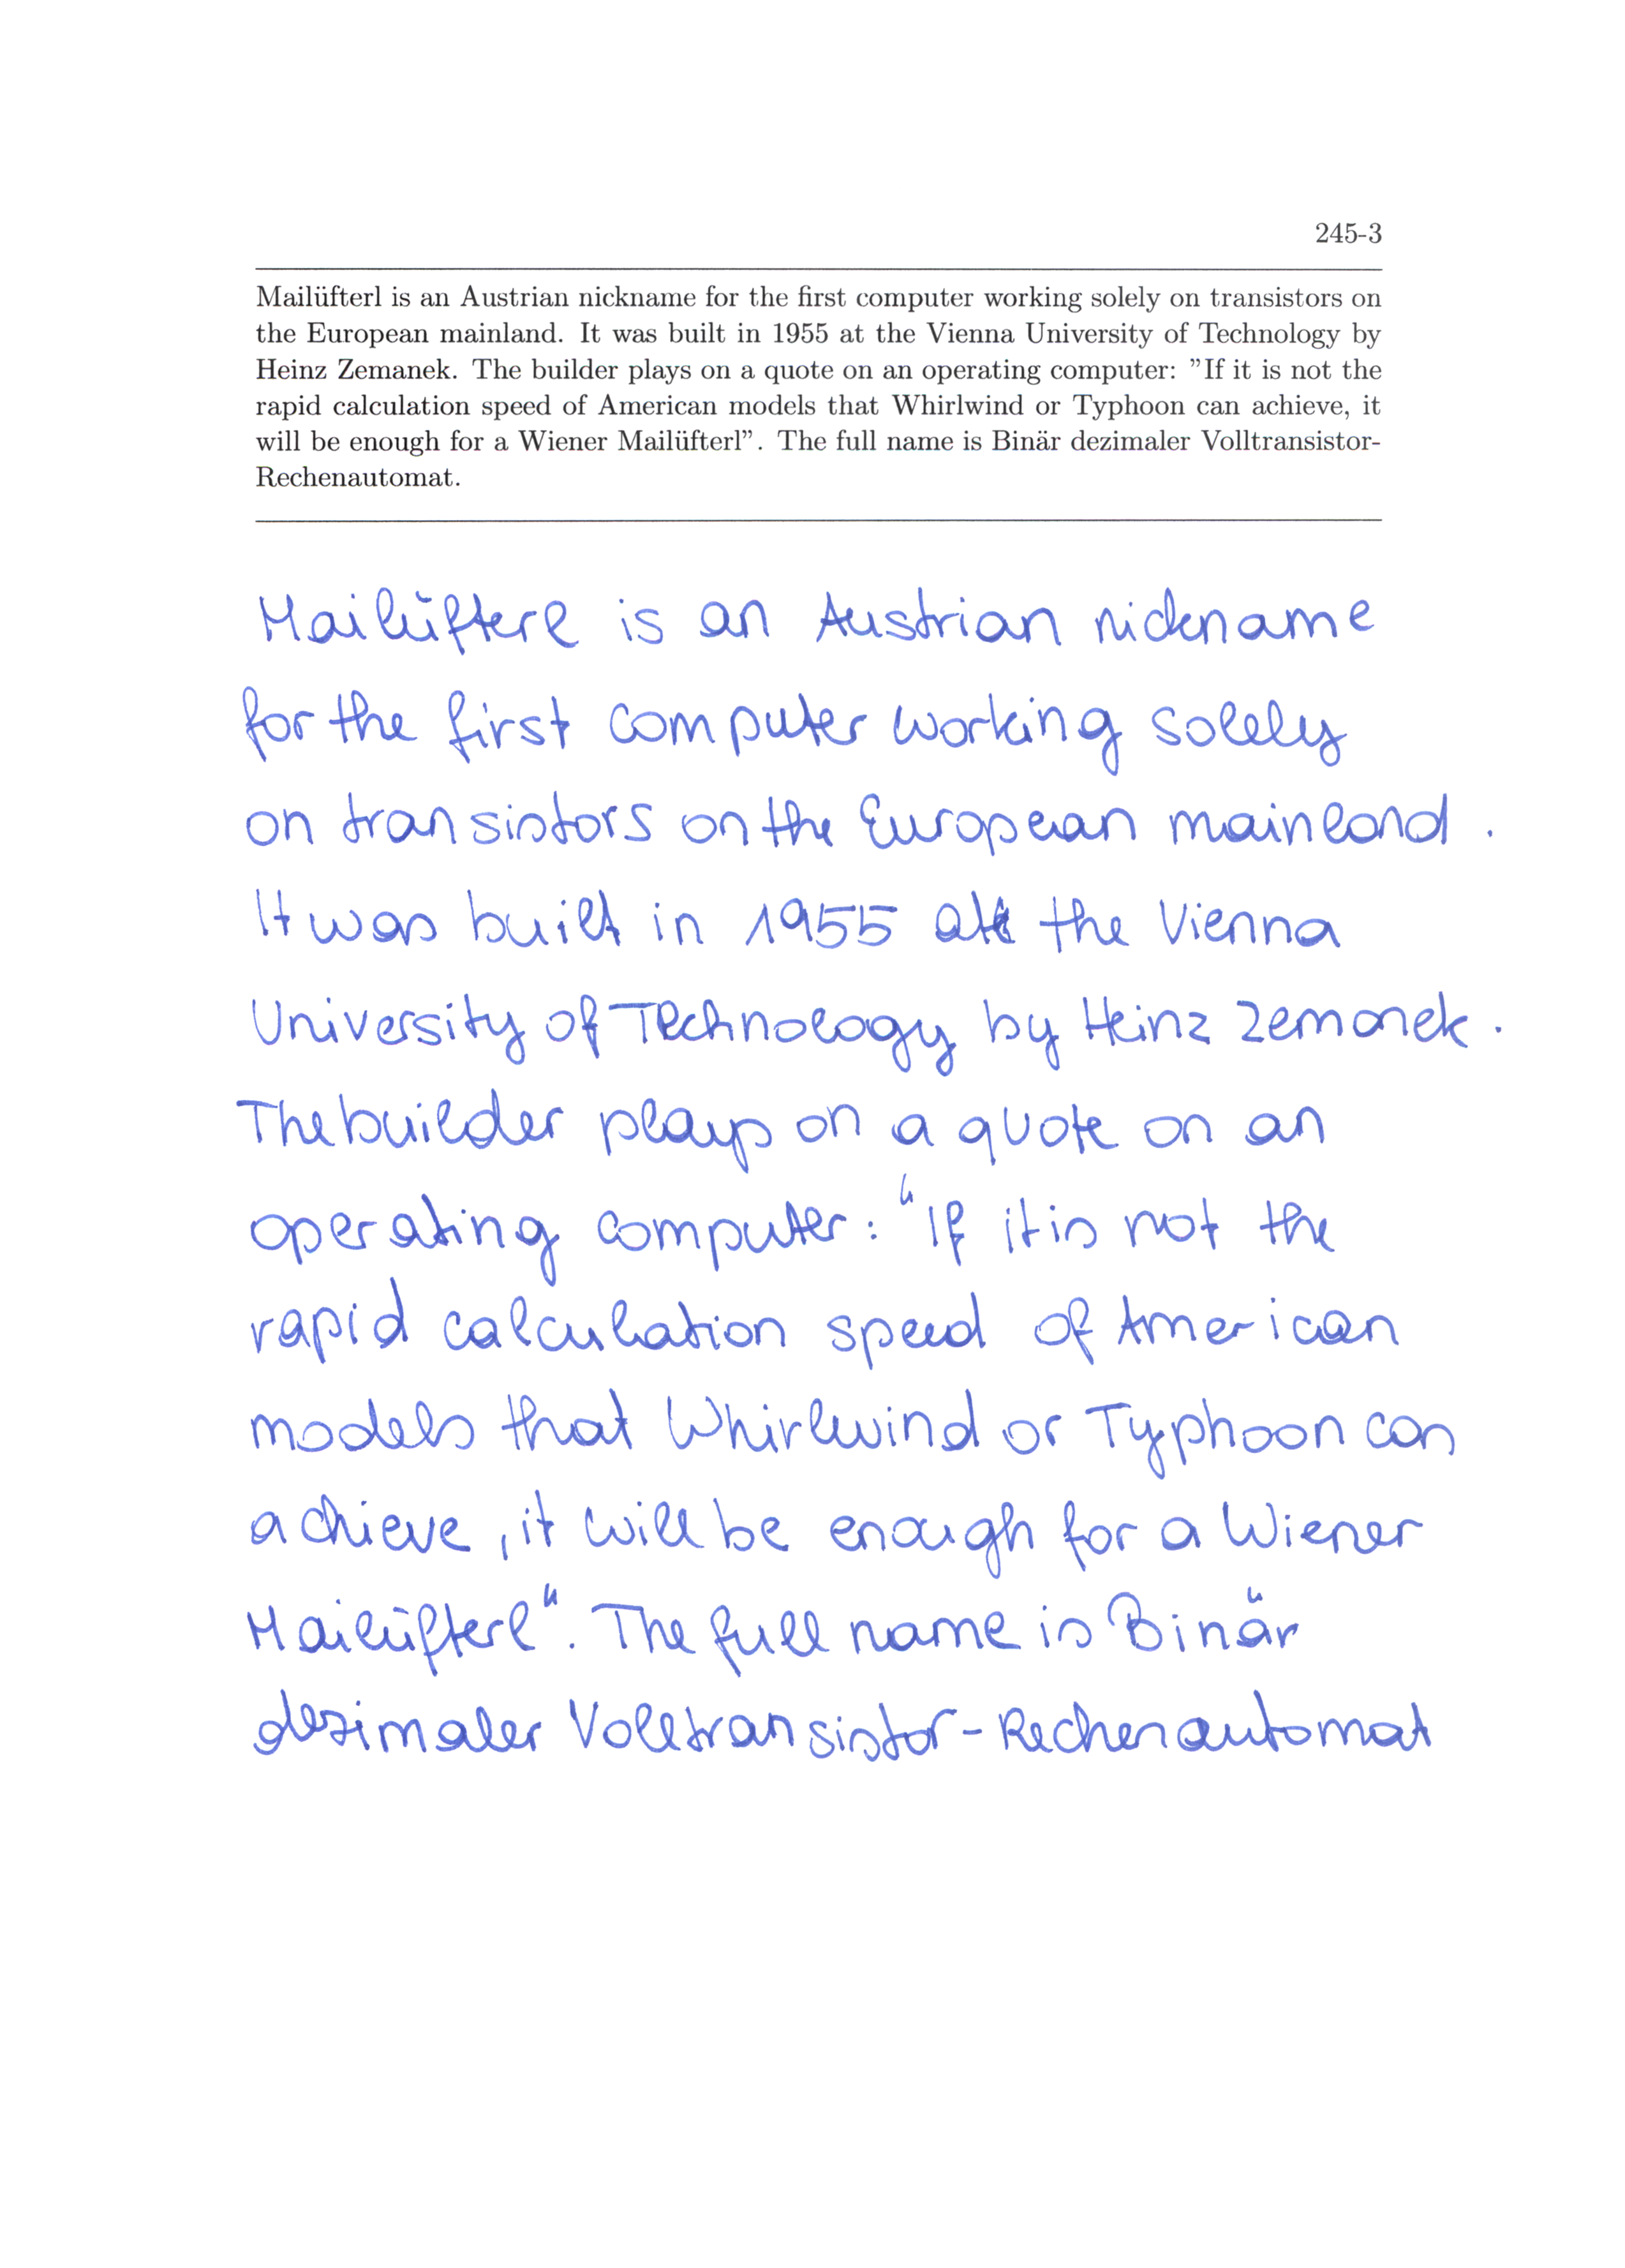 245-3
Mailüfterl is an Austrian nickname for the first computer working solely on transistors on
the European mainland. It was built in 1955 at the Vienna University of Technology by
Heinz Zemanek. The builder plays on a quote on an operating computer: ”If it is not the
rapid calculation speed of American models that Whirlwind or Typhoon can achieve, it
will be enough for a Wiener Mailüfterl”. The full name is Binär dezimaler Volltransistor-
Rechenautomat.
Mailüfterl is an Austrian nickname
for the first computer working solely
on transistors on the European mainland.
It was built in 1955 at the Vienna
University of Technology by Heinz Zemanek.
The builder plays on a quote on an
operating computer: "If it is not the
rapid calculation speed of American
models that Whirlwind or Typhoon can
achieve, it will be enough for a Wiener
Mailüfterl". The full name is Binär
dezimaler Volltransistor-Rechenautomat